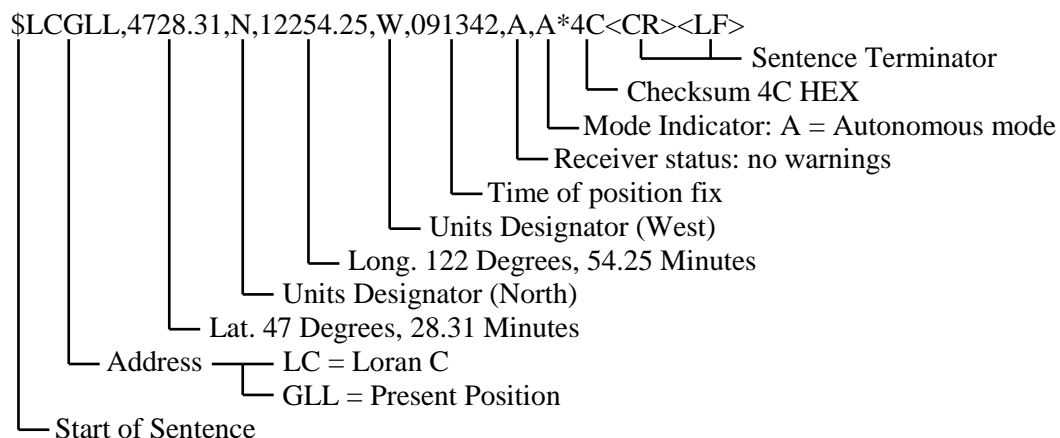 $LCGLL,4728.31,N,12254.25,W,091342,A,A*4C<CR><LF>
Sentence Terminator
Checksum 4C HEX
Mode Indicator: A = Autonomous mode
Receiver status: no warnings
Time of position fix
Units Designator (West)
Long. 122 Degrees, 54.25 Minutes
Units Designator (North)
Lat. 47 Degrees, 28.31 Minutes
Address LC = Loran C
GLL = Present Position
Start of Sentence